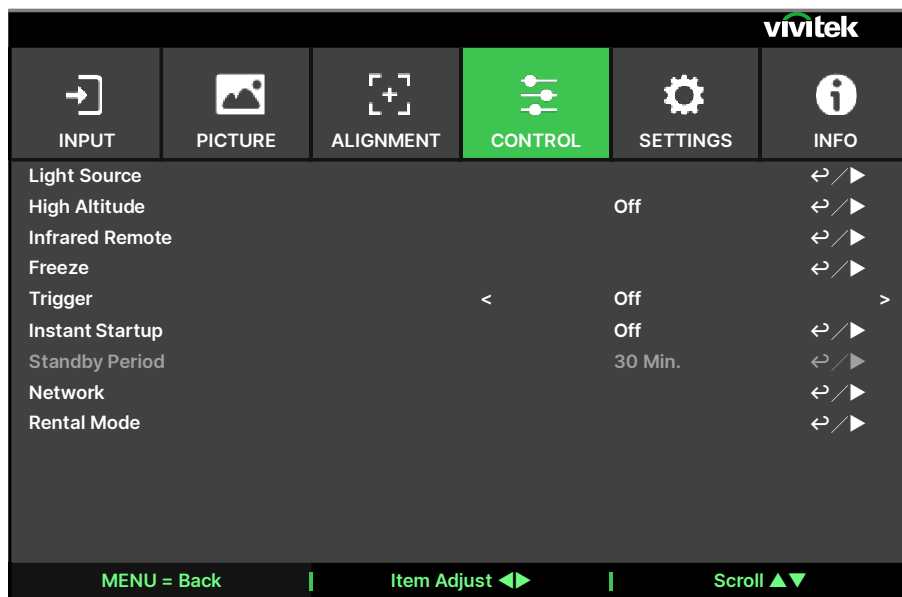 vivitek
INPUT PICTURE ALIGNMENT CONTROL SETTINGS INFO
Light Source
High Altitude Off
Infrared Remote
Freeze
Trigger < Off >
Instant Startup Off
Standby Period 30 Min.
Network
Rental Mode
MENU = Back Item Adjust ◀▶ Scroll ▲▼